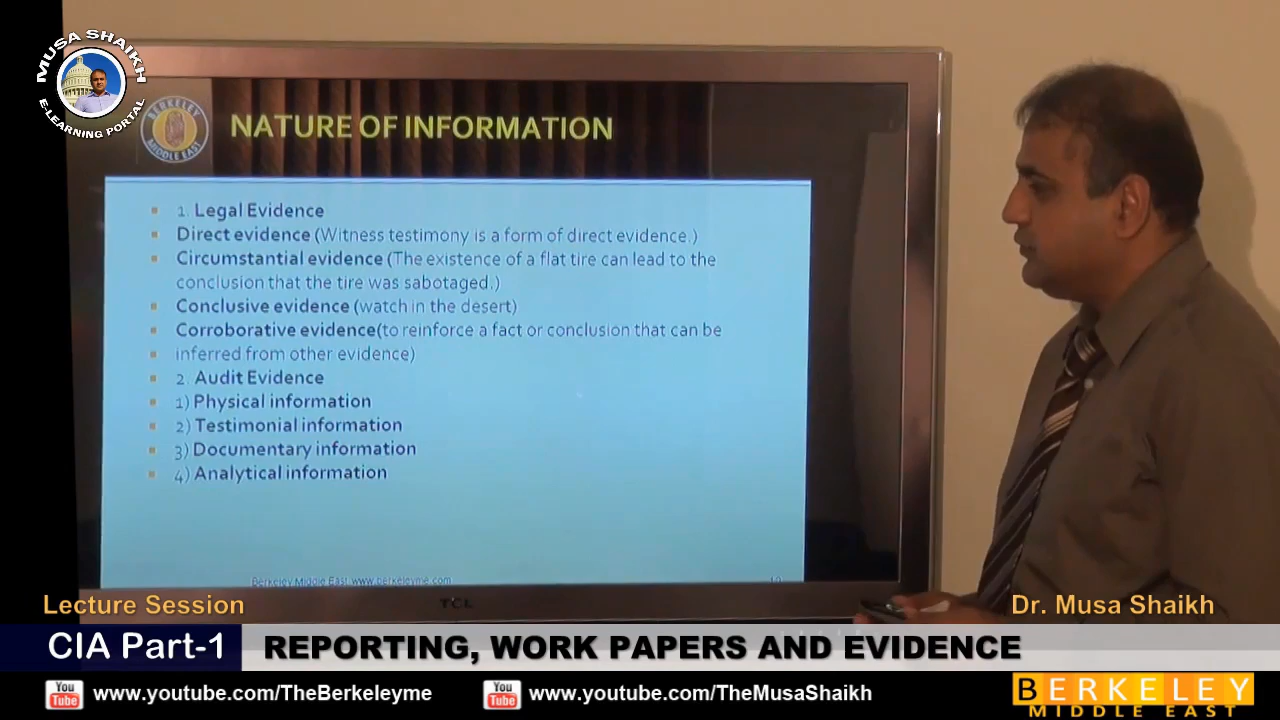 MUSA SHAIKH
E-LEARNING PORTAL
BERKELEY
MIDDLE EAST
NATURE OF INFORMATION
1. Legal Evidence
Direct evidence (Witness testimony is a form of direct evidence.)
Circumstantial evidence (The existence of a flat tire can lead to the
conclusion that the tire was sabotaged.)
Conclusive evidence (watch in the desert)
Corroborative evidence(to reinforce a fact or conclusion that can be
inferred from other evidence)
2. Audit Evidence
1) Physical information
2) Testimonial information
3) Documentary information
4) Analytical information
Berkeley Middle East www.berkeleyme.com
TCL
Lecture Session
Dr. Musa Shaikh
CIA Part-1
REPORTING, WORK PAPERS AND EVIDENCE
You Tube www.youtube.com/TheBerkeleyme
You Tube www.youtube.com/TheMusaShaikh
BERKELEY
MIDDLE EAST